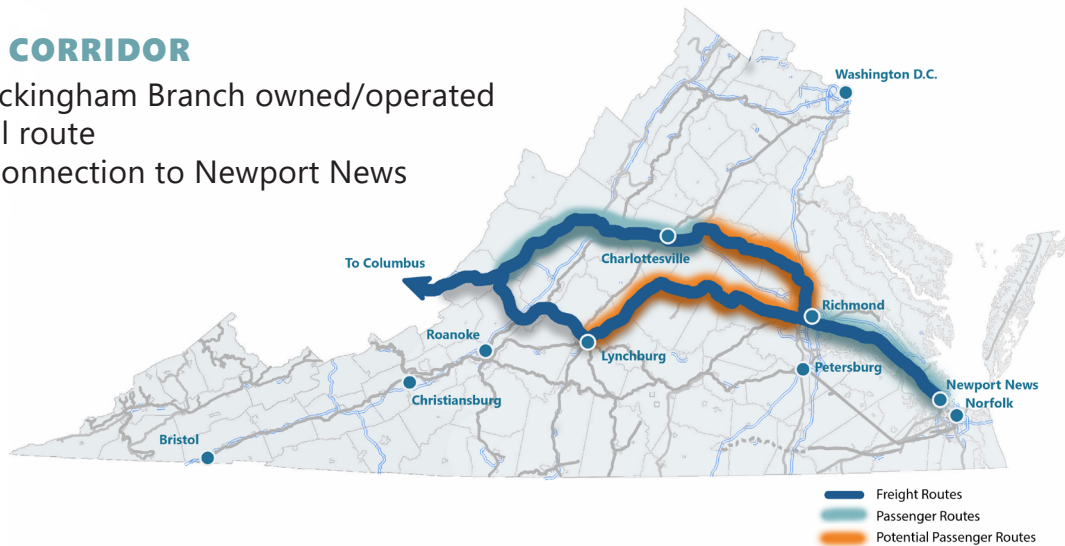 CORRIDOR
ckingham Branch owned/operated
l route
onnection to Newport News
Washington D.C.
Charlottesville
To Columbus
Richmond
Roanoke
Lynchburg
Petersburg
Newport News
Christiansburg
Norfolk
Bristol
Freight Routes
Passenger Routes
Potential Passenger Routes